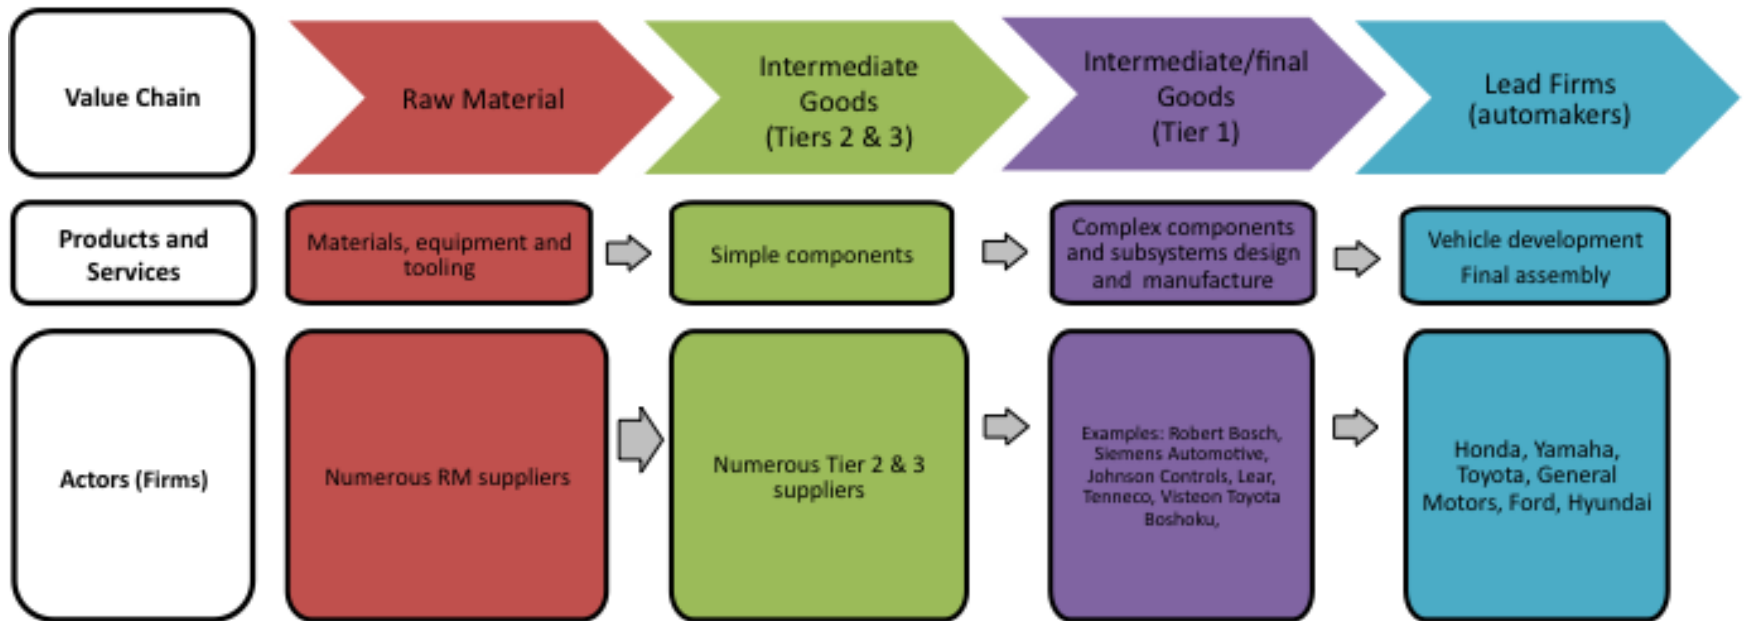 Value Chain
Raw Material
Intermediate
Goods
(Tiers 2 & 3)
Intermediate/final
Goods
(Tier 1)
Lead Firms
(automakers)
Products and
Services
Materials, equipment and
tooling
Simple components
Complex components
and subsystems design
and manufacture
Vehicle development
Final assembly
Actors (Firms)
Numerous RM suppliers
Numerous Tier 2 & 3
suppliers
Examples: Robert Bosch,
Siemens Automotive,
Johnson Controls, Lear,
Tenneco, Visteon Toyota
Boshoku,
Honda, Yamaha,
Toyota, General
Motors, Ford, Hyundai